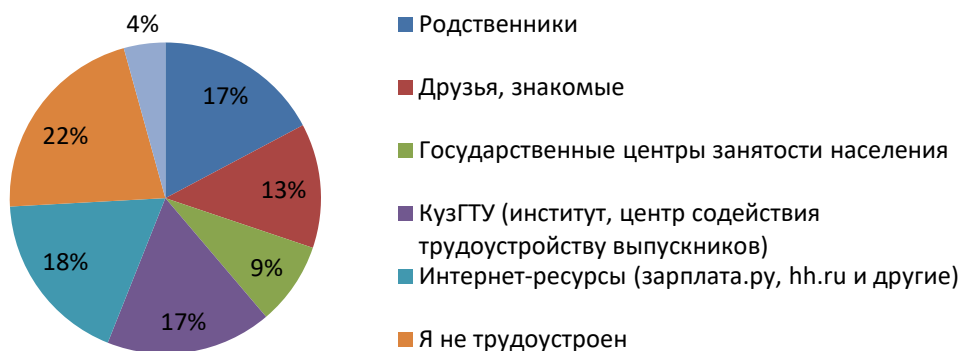 4%
17%
22%
13%
9%
18%
17%
Родственники
Друзья, знакомые
Государственные центры занятости населения
КузГТУ (институт, центр содействия
трудоустройству выпускников)
Интернет-ресурсы (зарплата.ру, hh.ru и другие)
Я не трудоустроен